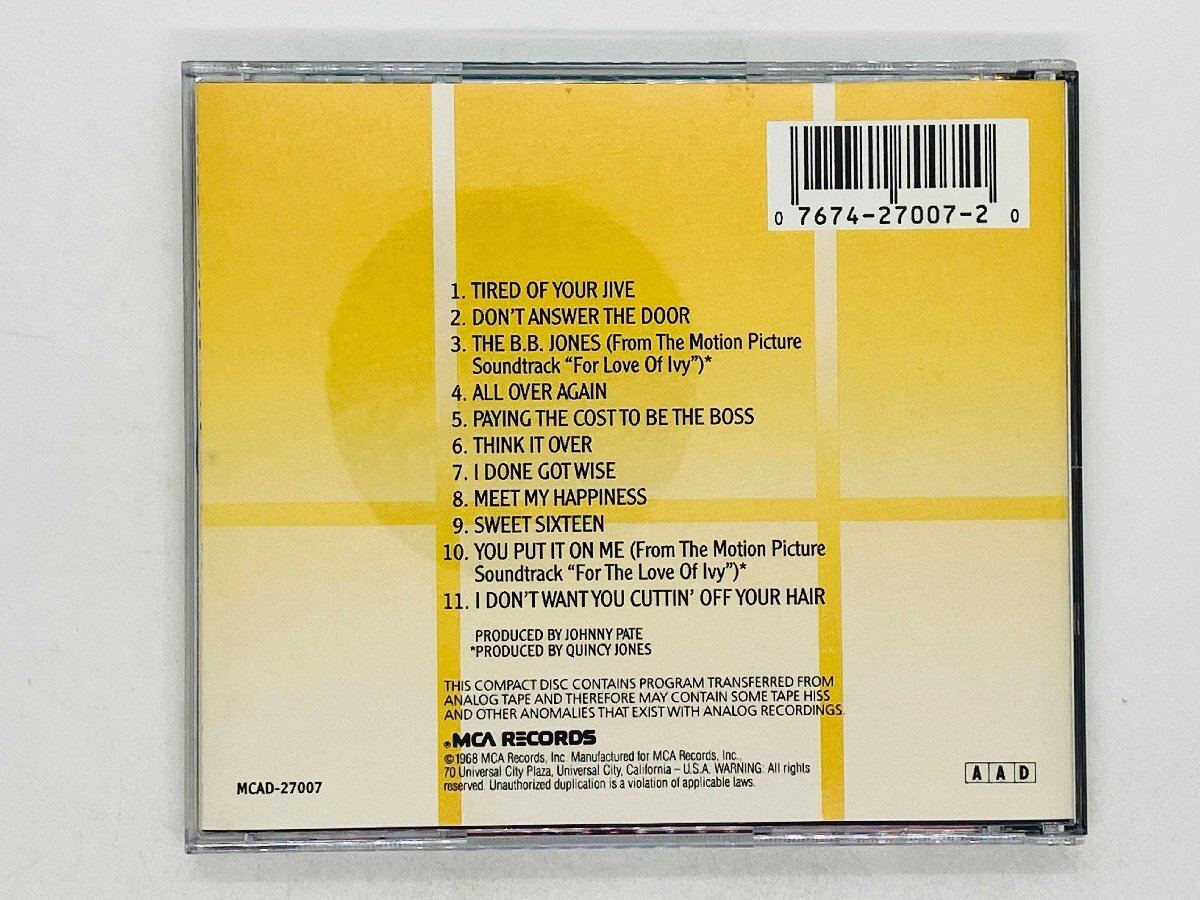 0 7674-27007-2 0
1. TIRED OF YOUR JIVE
2. DON'T ANSWER THE DOOR
3. THE B.B. JONES (From The Motion Picture
Soundtrack “For Love Of Ivy”)*
4. ALL OVER AGAIN
5. PAYING THE COST TO BE THE BOSS
6. THINK IT OVER
7. I DONE GOT WISE
8. MEET MY HAPPINESS
9. SWEET SIXTEEN
10. YOU PUT IT ON ME (From The Motion Picture
Soundtrack “For The Love Of Ivy”)*
11. I DON'T WANT YOU CUTTIN' OFF YOUR HAIR
PRODUCED BY JOHNNY PATE
*PRODUCED BY QUINCY JONES
THIS COMPACT DISC CONTAINS PROGRAM TRANSFERRED FROM
ANALOG TAPE AND THEREFORE MAY CONTAIN SOME TAPE HISS
AND OTHER ANOMALIES THAT EXIST WITH ANALOG RECORDINGS.
MCA RECORDS
©1968 MCA Records, Inc. Manufactured for MCA Records, Inc.,
70 Universal City Plaza, Universal City, California – U.S.A. WARNING: All rights
reserved. Unauthorized duplication is a violation of applicable laws.
MCAD-27007
A A D